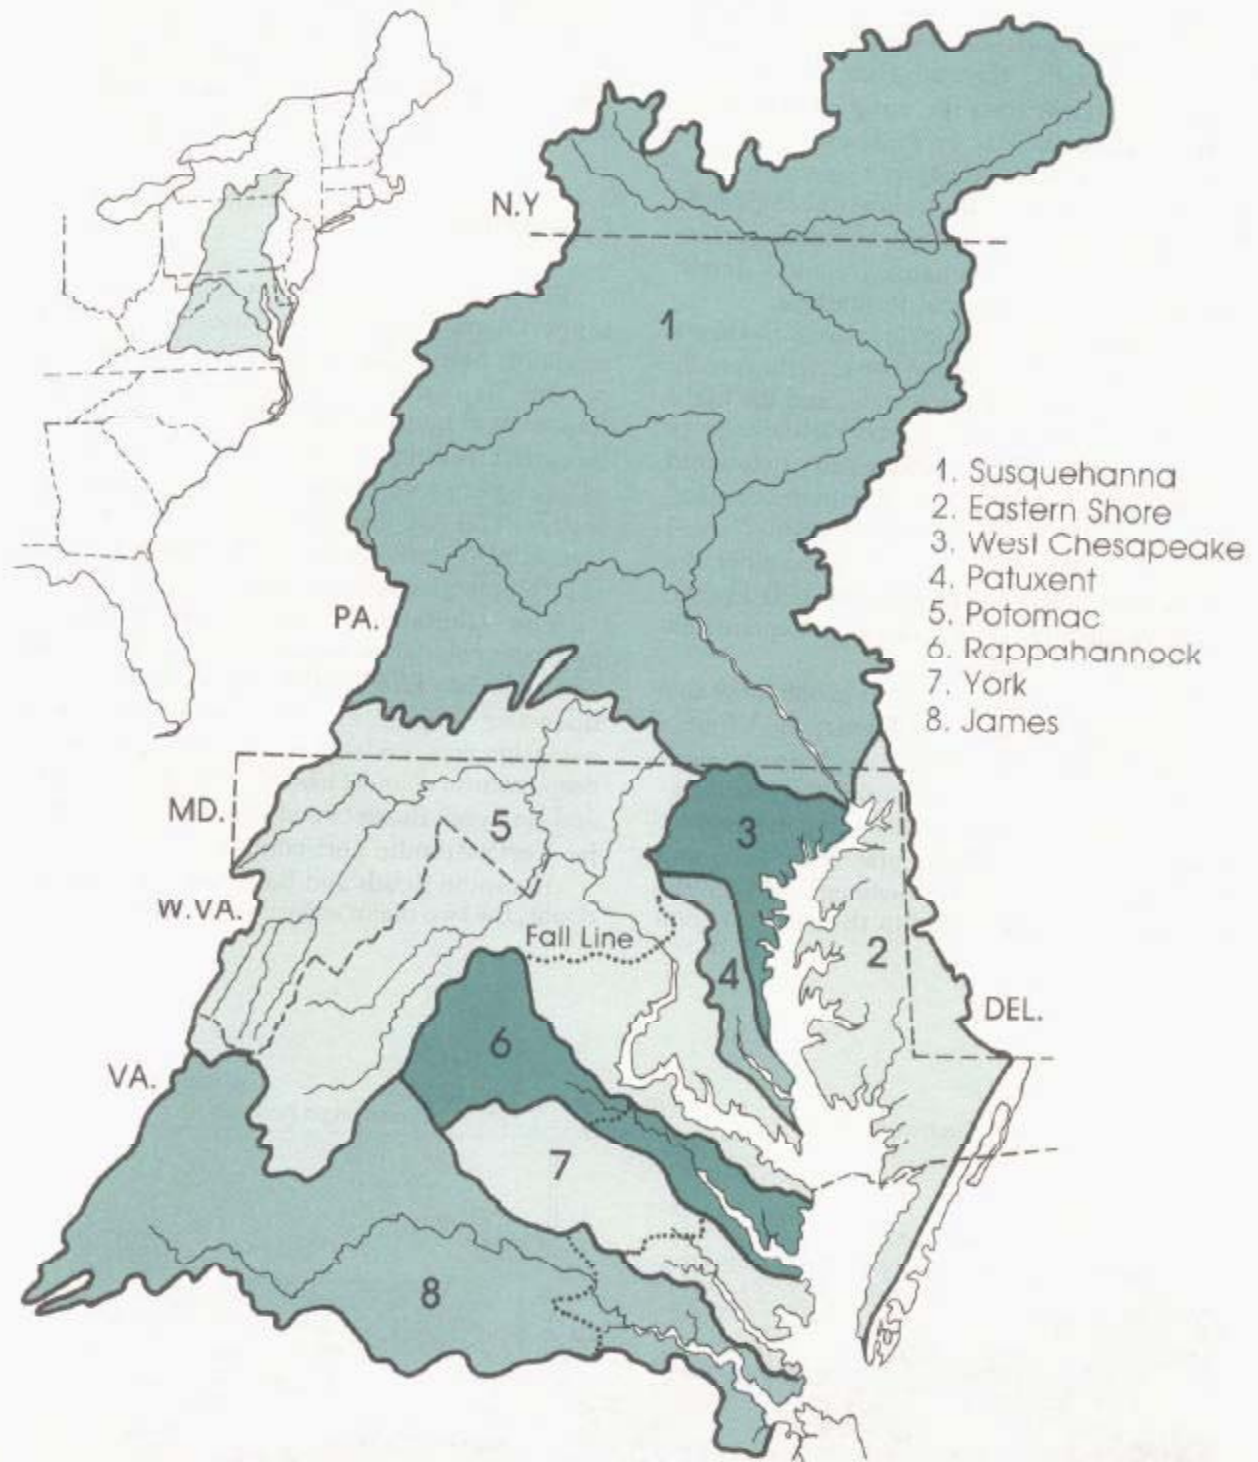 N.Y
1
1. Susquehanna
2. Eastern Shore
3. West Chesapeake
4. Patuxent
5. Potomac
6. Rappahannock
7. York
8. James
PA.
MD.
5
3
W.VA.
Fall Line
2
4
DEL.
6
VA.
7
8